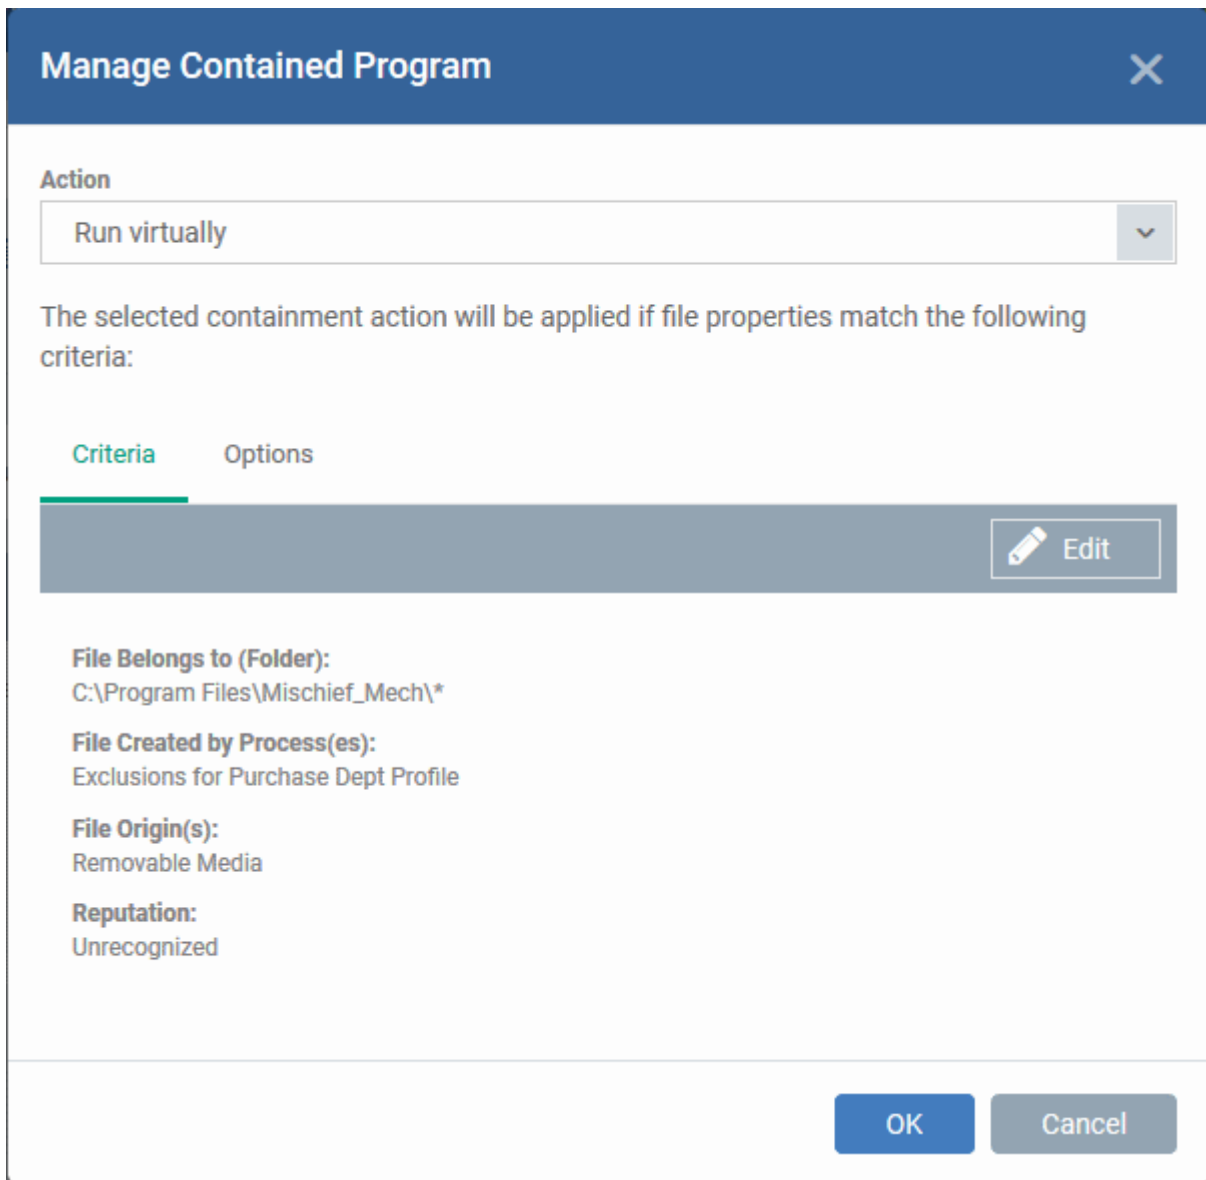 Manage Contained Program
Action
Run virtually
The selected containment action will be applied if file properties match the following
criteria:
Criteria Options
Edit
File Belongs to (Folder):
C:\Program Files\Mischief_Mech\*
File Created by Process(es):
Exclusions for Purchase Dept Profile
File Origin(s):
Removable Media
Reputation:
Unrecognized
OK Cancel